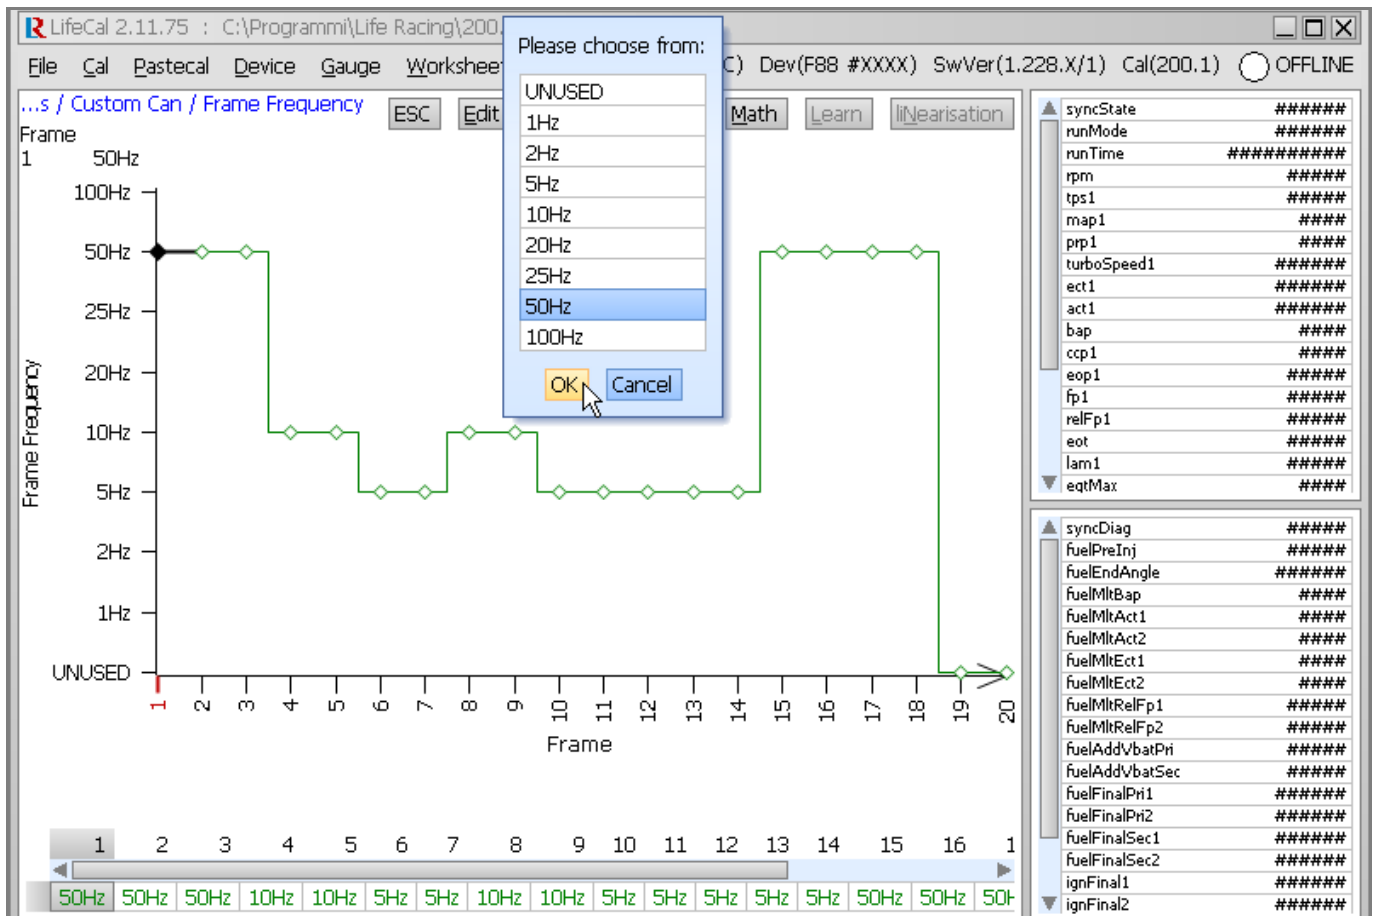 LifeCal 2.11.75 : C:\Programmi\Life Racing\200.
File Cal Pastecal Device Gauge Workshee C) Dev(F88 #XXXX) SwVer(1.228.X/1) Cal(200.1) OFFLINE
...s / Custom Can / Frame Frequency
ESC Edit Math Learn liNearisation
Frame
1 50Hz
Please choose from:
UNUSED
1Hz
2Hz
5Hz
10Hz
20Hz
25Hz
50Hz
100Hz
OK Cancel
100Hz
50Hz
25Hz
20Hz
10Hz
5Hz
2Hz
1Hz
UNUSED
Frame Frequency
1 2 3 4 5 6 7 8 9 10 11 12 13 14 15 16 17 18 19 20
Frame
1 2 3 4 5 6 7 8 9 10 11 12 13 14 15 16 1
50Hz 50Hz 50Hz 10Hz 10Hz 5Hz 5Hz 10Hz 10Hz 5Hz 5Hz 5Hz 5Hz 5Hz 50Hz 50Hz 50H
syncState ######
runMode ######
runTime ##########
rpm #####
tps1 #####
map1 ####
prp1 ####
turboSpeed1 ######
ect1 ######
act1 ######
bap ####
ccp1 ####
eop1 #####
fp1 #####
relFp1 #####
eot #####
lam1 #####
egtMax ####
syncDiag #####
fuelPreInj #####
fuelEndAngle ######
fuelMltBap ####
fuelMltAct1 ####
fuelMltAct2 ####
fuelMltEct1 ####
fuelMltEct2 ####
fuelMltRelFp1 #####
fuelMltRelFp2 #####
fuelAddVbatPri #####
fuelAddVbatSec #####
fuelFinalPri1 ######
fuelFinalPri2 ######
fuelFinalSec1 ######
fuelFinalSec2 ######
ignFinal1 ######
ignFinal2 ######